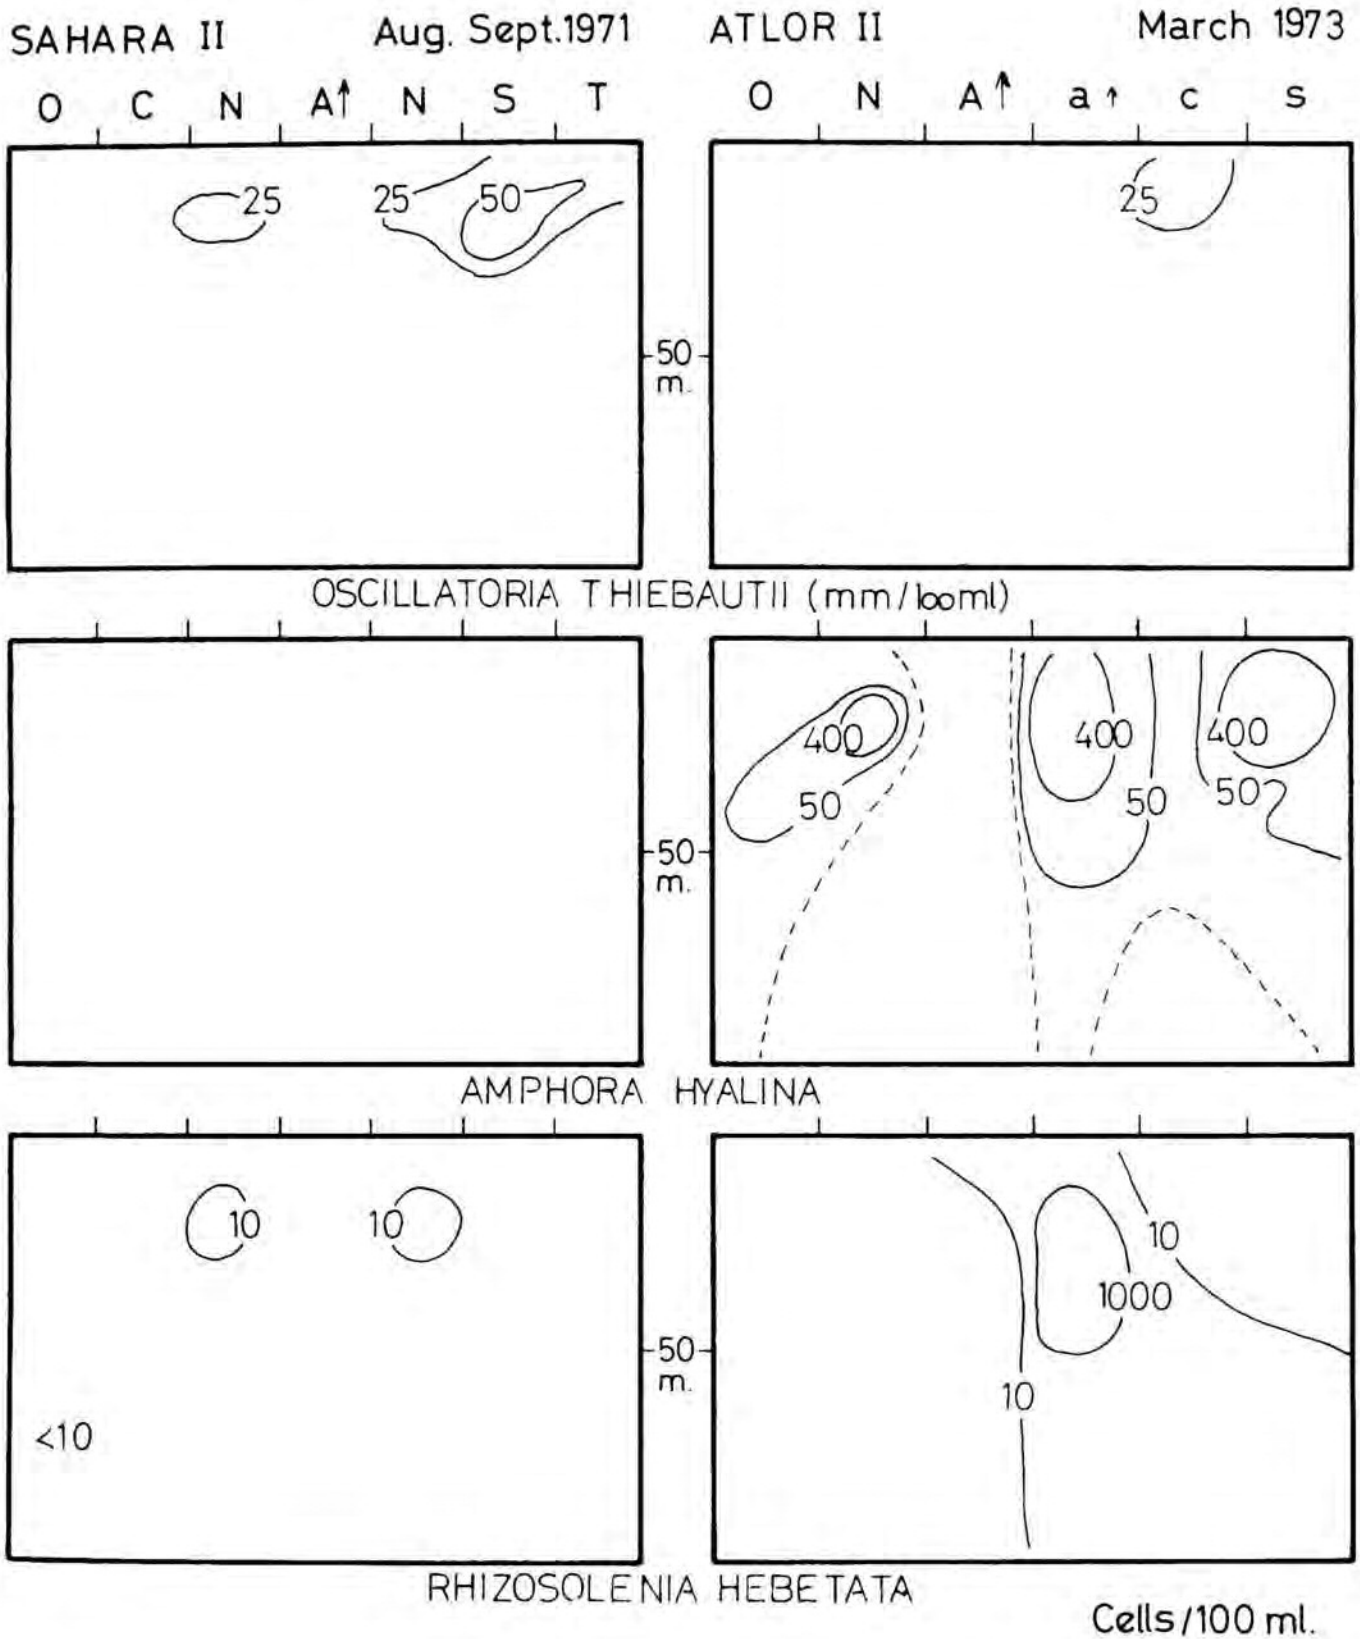 SAHARA II Aug. Sept.1971 ATLOR II March 1973
O C N A↑ N S T O N A↑ a↑ c s
25 25 50 25
50
m.
OSCILLATORIA THIEBAUTII (mm/100ml)
400 400 400
50 50 50
50
m.
AMPHORA HYALINA
10 10 10
1000
50
m.
10
<10
RHIZOSOLENIA HEBETATA
Cells/100 ml.